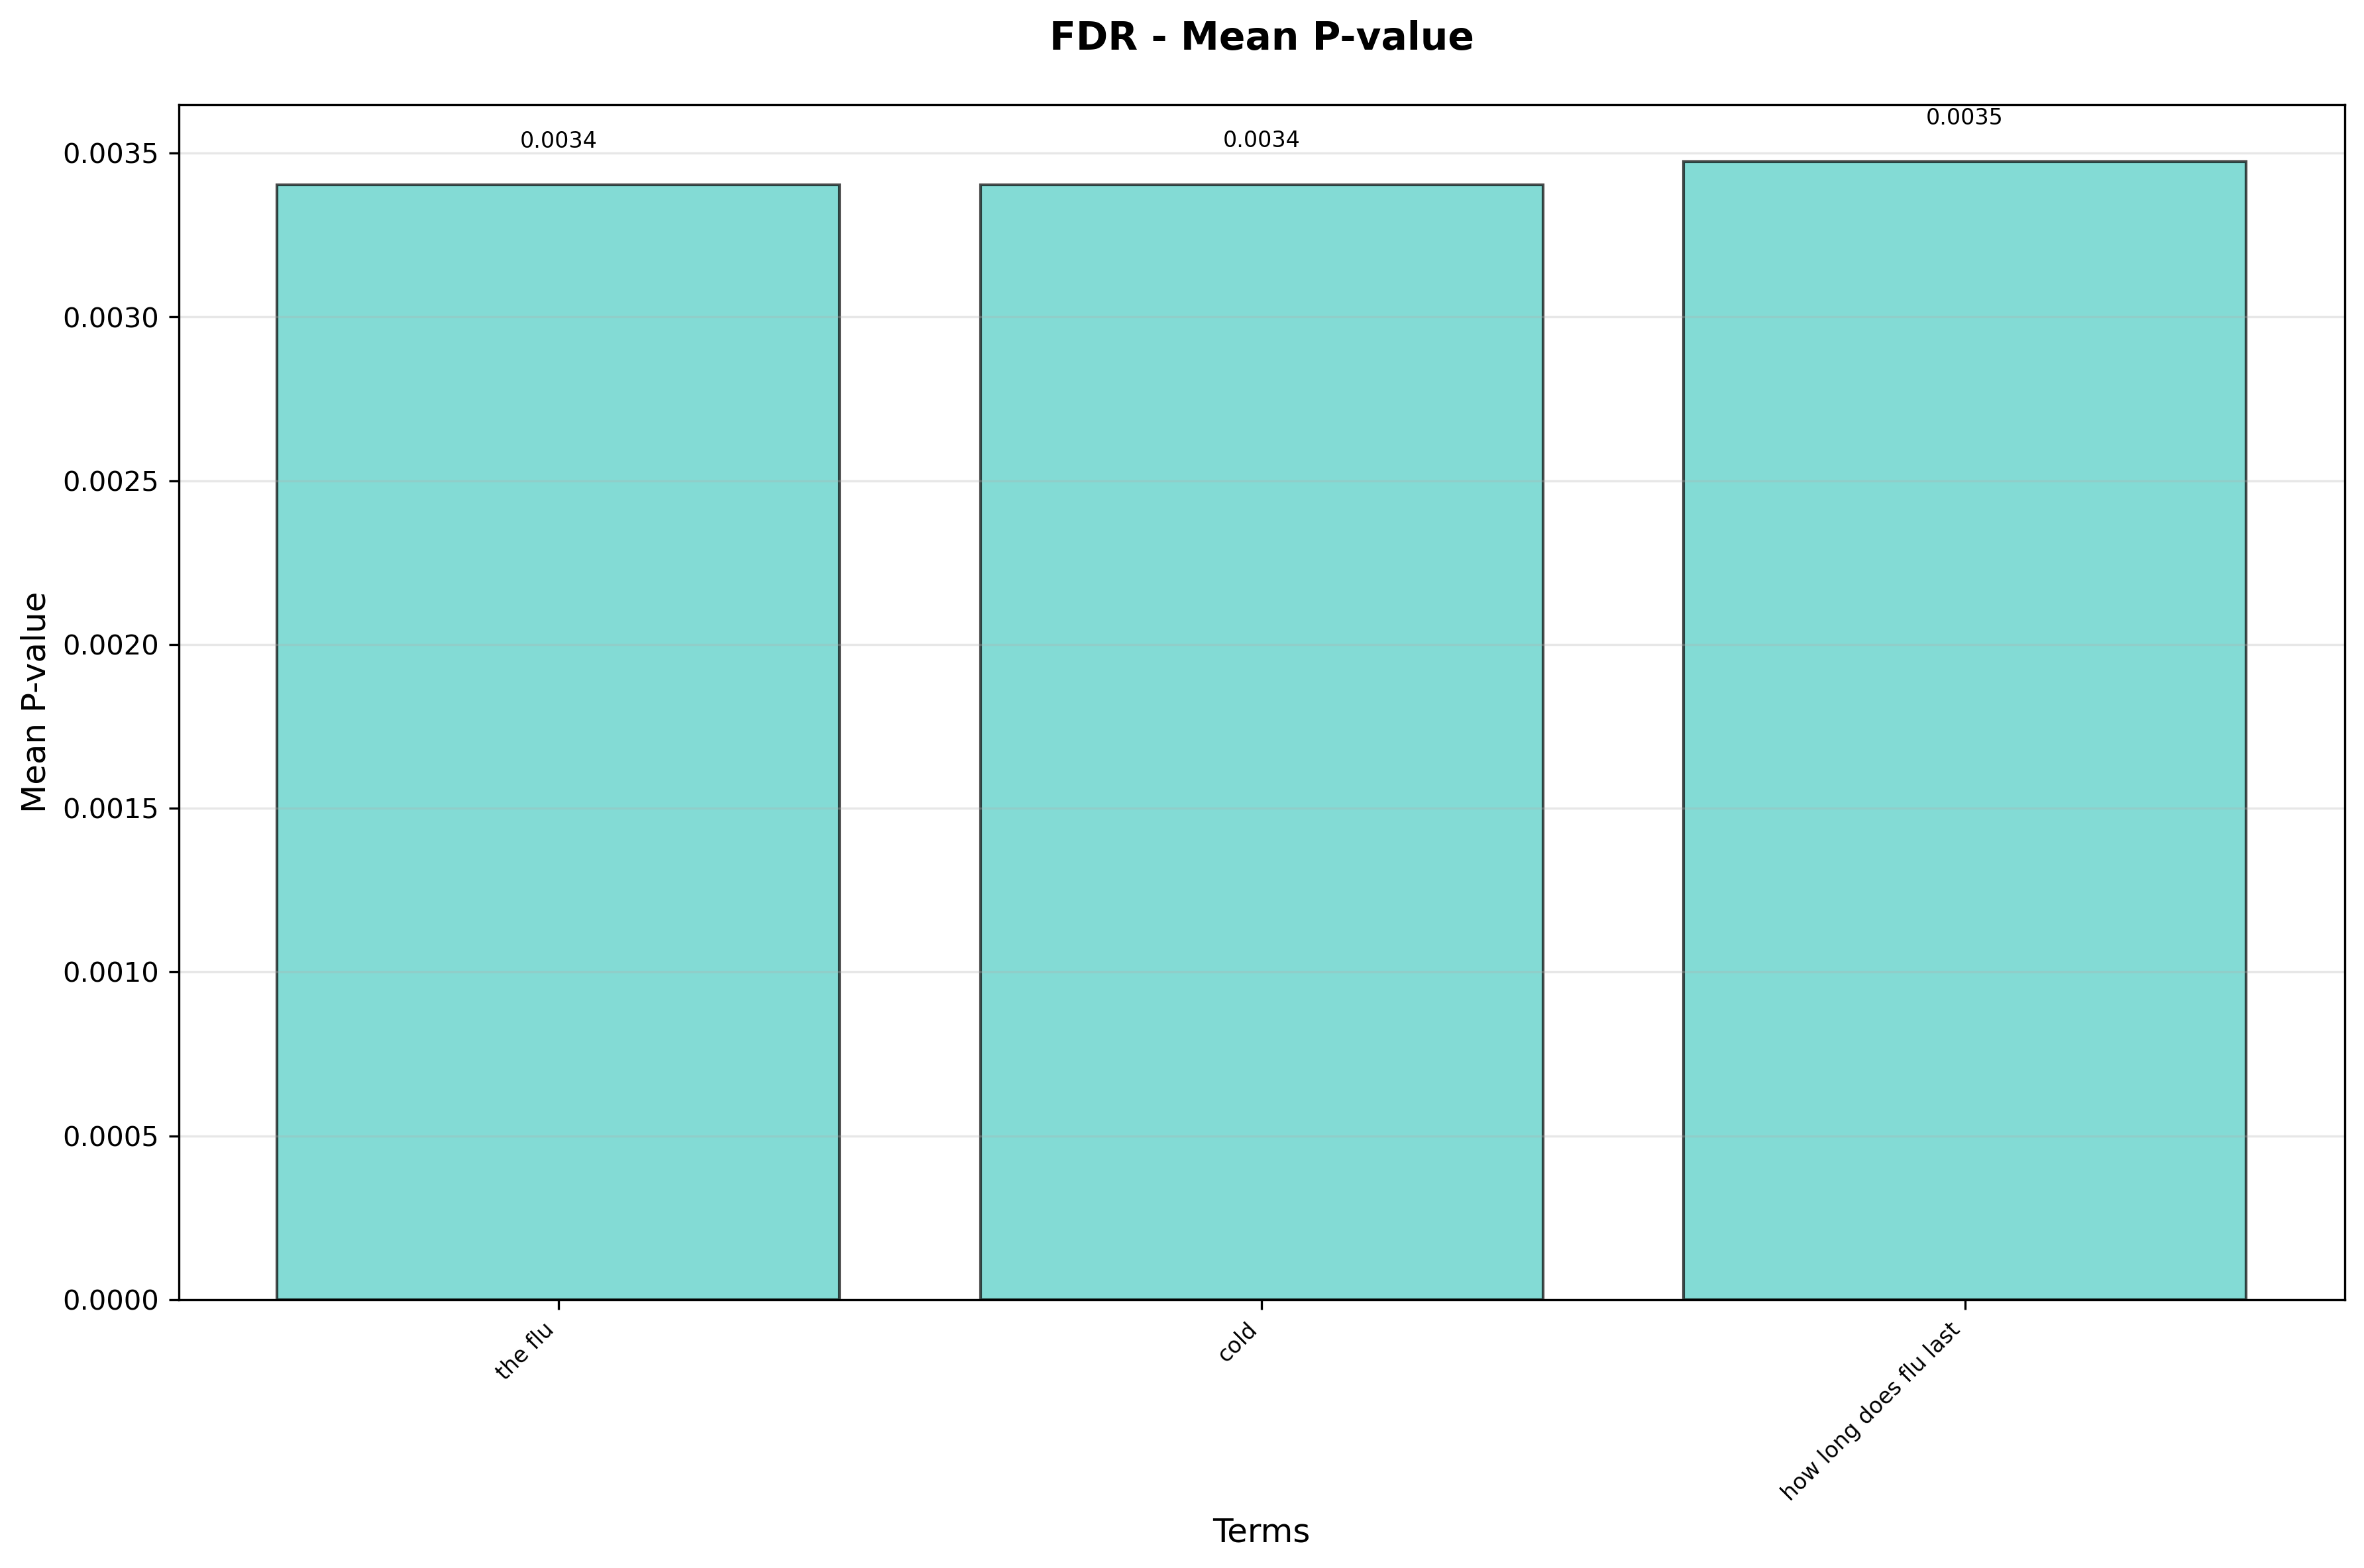 FDR - Mean P-value
0.0034
0.0034
0.0035
0.0035
0.0030
0.0025
0.0020
0.0015
0.0010
0.0005
0.0000
Mean P-value
the flu
cold
how long does flu last
Terms